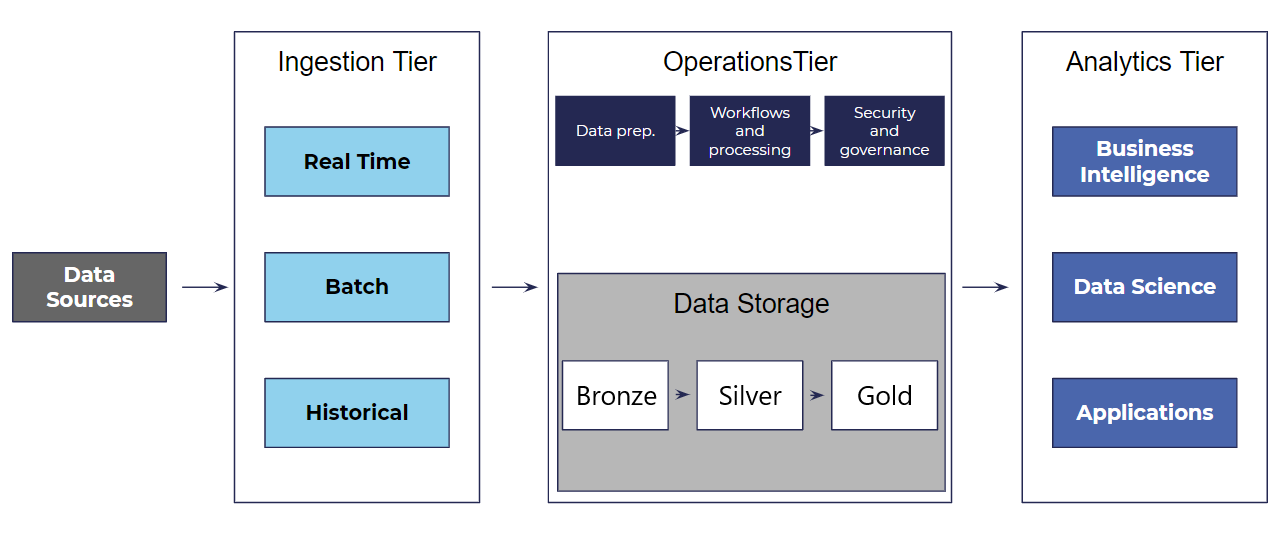 Ingestion Tier
Real Time
Batch
Historical
Data
Sources
OperationsTier
Data prep.
Workflows
and
processing
Security
and
governance
Data Storage
Bronze
Silver
Gold
Analytics Tier
Business
Intelligence
Data Science
Applications